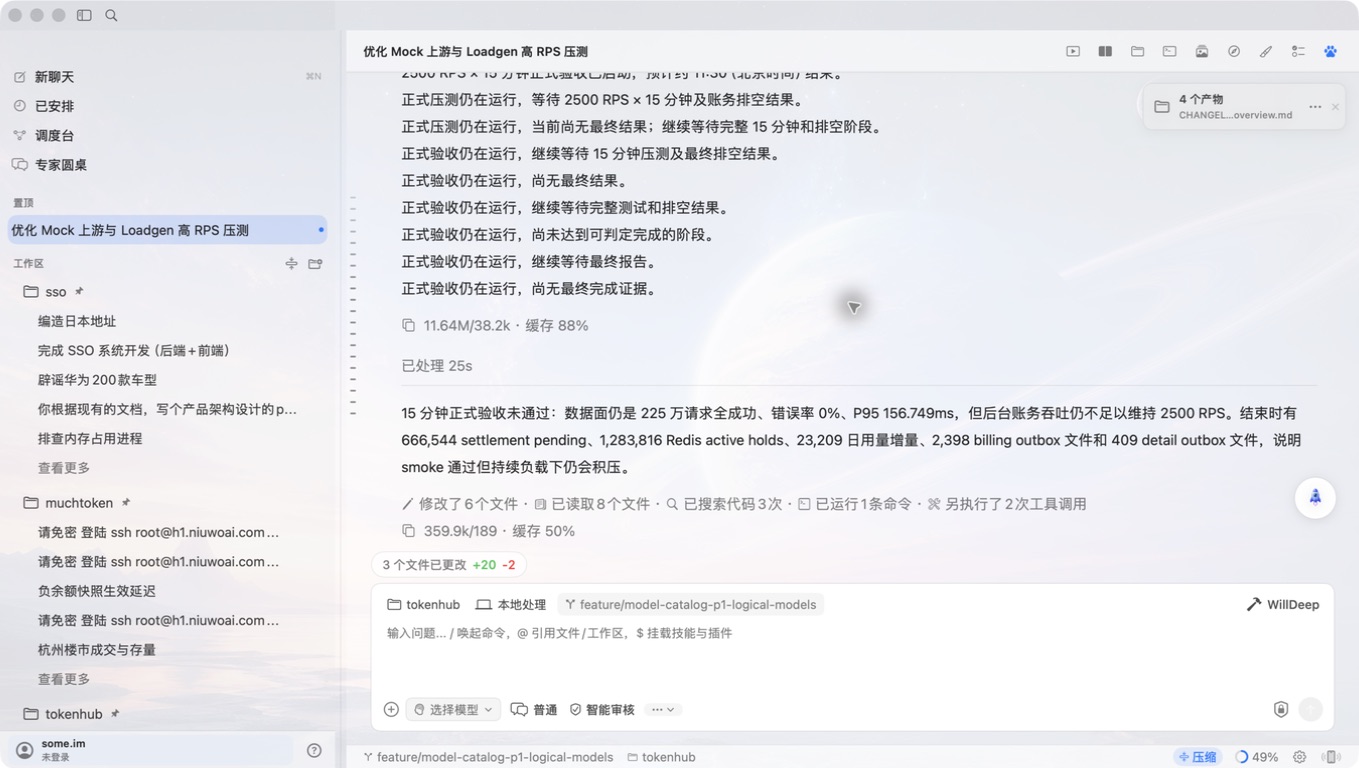 优化 Mock 上游与 Loadgen 高 RPS 压测
新聊天
⌘N
已安排
调度台
专家圆桌
置顶
优化 Mock 上游与 Loadgen 高 RPS 压测
工作区
sso
编造日本地址
完成 SSO 系统开发 (后端+前端)
辟谣华为200款车型
你根据现有的文档，写个产品架构设计的p...
排查内存占用进程
查看更多
muchtoken
请免密 登陆 ssh root@h1.niuwoai.com...
请免密 登陆 ssh root@h1.niuwoai.com...
负余额快照生效延迟
请免密 登陆 ssh root@h1.niuwoai.com...
杭州楼市成交与存量
查看更多
tokenhub
some.im
未登录
2500 RPS × 15 分钟正式验收已启动，预计约 11:30 (北京时间) 结束。
正式压测仍在运行，等待 2500 RPS × 15 分钟及账务排空结果。
正式压测仍在运行，当前尚无最终结果；继续等待完整 15 分钟和排空阶段。
正式验收仍在运行，继续等待 15 分钟压测及最终排空结果。
正式验收仍在运行，尚无最终结果。
正式验收仍在运行，继续等待完整测试和排空结果。
正式验收仍在运行，尚未达到可判定完成的阶段。
正式验收仍在运行，继续等待最终报告。
正式验收仍在运行，尚无最终完成证据。
4 个产物
CHANGEL...overview.md
11.64M/38.2k · 缓存 88%
已处理 25s
15 分钟正式验收未通过：数据面仍是 225 万请求全成功、错误率 0%、P95 156.749ms，但后台账务吞吐仍不足以维持 2500 RPS。结束时有
666,544 settlement pending、1,283,816 Redis active holds、23,209 日用量增量、2,398 billing outbox 文件和 409 detail outbox 文件，说明
smoke 通过但持续负载下仍会积压。
修改了6个文件 · 已读取8个文件 · 已搜索代码3次 · 已运行1条命令 · 另执行了2次工具调用
359.9k/189 · 缓存 50%
3 个文件已更改 +20 -2
tokenhub 本地处理 feature/model-catalog-p1-logical-models WillDeep
输入问题... / 唤起命令，@ 引用文件/工作区，$ 挂载技能与插件
选择模型 普通 智能审核
feature/model-catalog-p1-logical-models tokenhub 压缩 49%